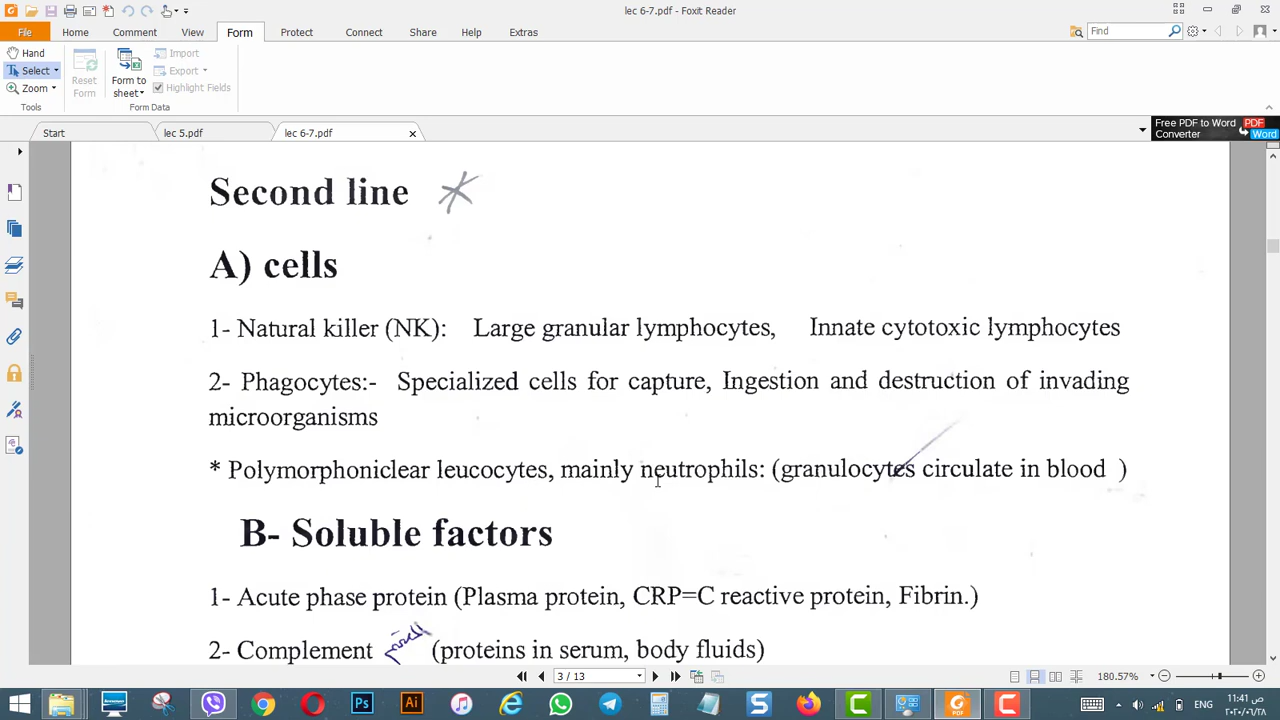 lec 6-7.pdf - Foxit Reader
File Home Comment View Form Protect Connect Share Help Extras
Find
Hand
Select
Zoom
Reset Form
Form to sheet
Import
Export
Highlight Fields
Tools
Form Data
Start
lec 5.pdf
lec 6-7.pdf
Free PDF to Word Converter
PDF
Word
Second line
A) cells
1- Natural killer (NK): Large granular lymphocytes, Innate cytotoxic lymphocytes
2- Phagocytes:- Specialized cells for capture, Ingestion and destruction of invading
microorganisms
* Polymorphoniclear leucocytes, mainly neutrophils: (granulocytes circulate in blood )
B- Soluble factors
1- Acute phase protein (Plasma protein, CRP=C reactive protein, Fibrin.)
2- Complement (proteins in serum, body fluids)
3 / 13
180.57%
ENG
11:41 ص